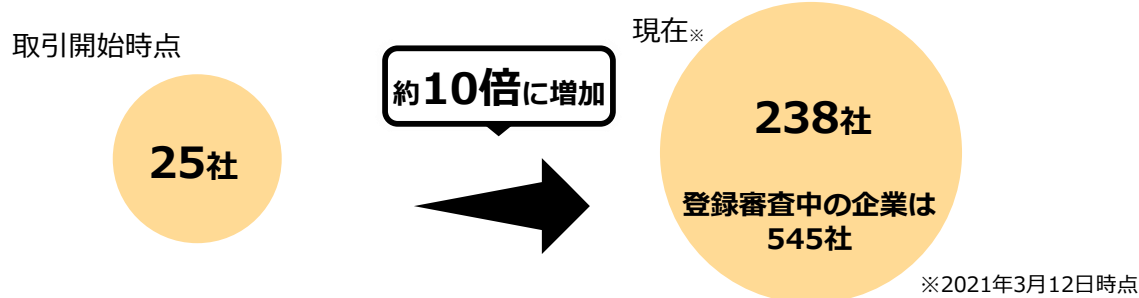 取引開始時点
25社
約10倍に増加
現在※
238社
登録審査中の企業は
545社
※2021年3月12日時点